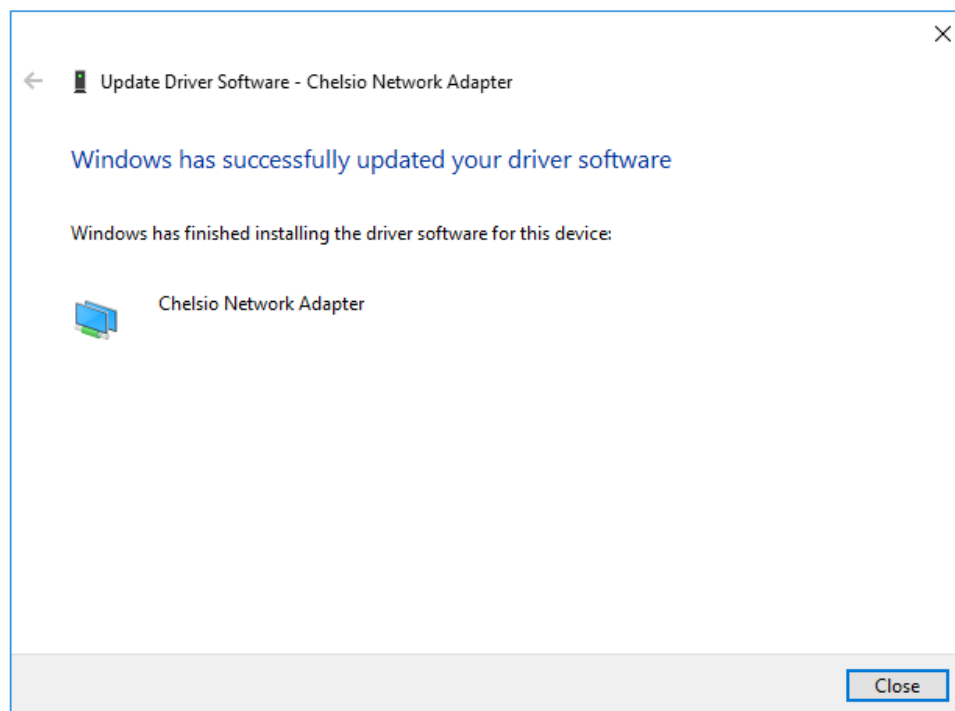 Update Driver Software - Chelsio Network Adapter
Windows has successfully updated your driver software
Windows has finished installing the driver software for this device:
Chelsio Network Adapter
Close